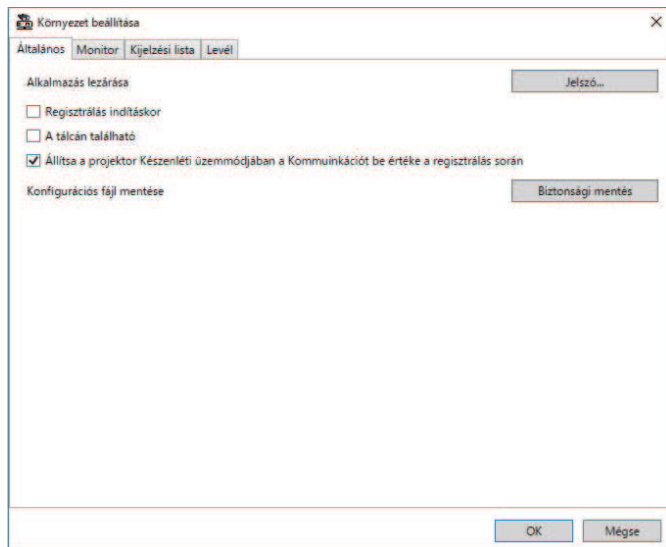 Környezet beállítása
Általános Monitor Kijelzési lista Levél
Alkalmazás lezárása Jelszó...
Regisztrálás indításkor
A tálcán található
Állítsa a projektor Készenléti üzemmódjában a Kommuinkációt be értéke a regisztrálás során
Konfigurációs fájl mentése Biztonsági mentés
OK Mégse